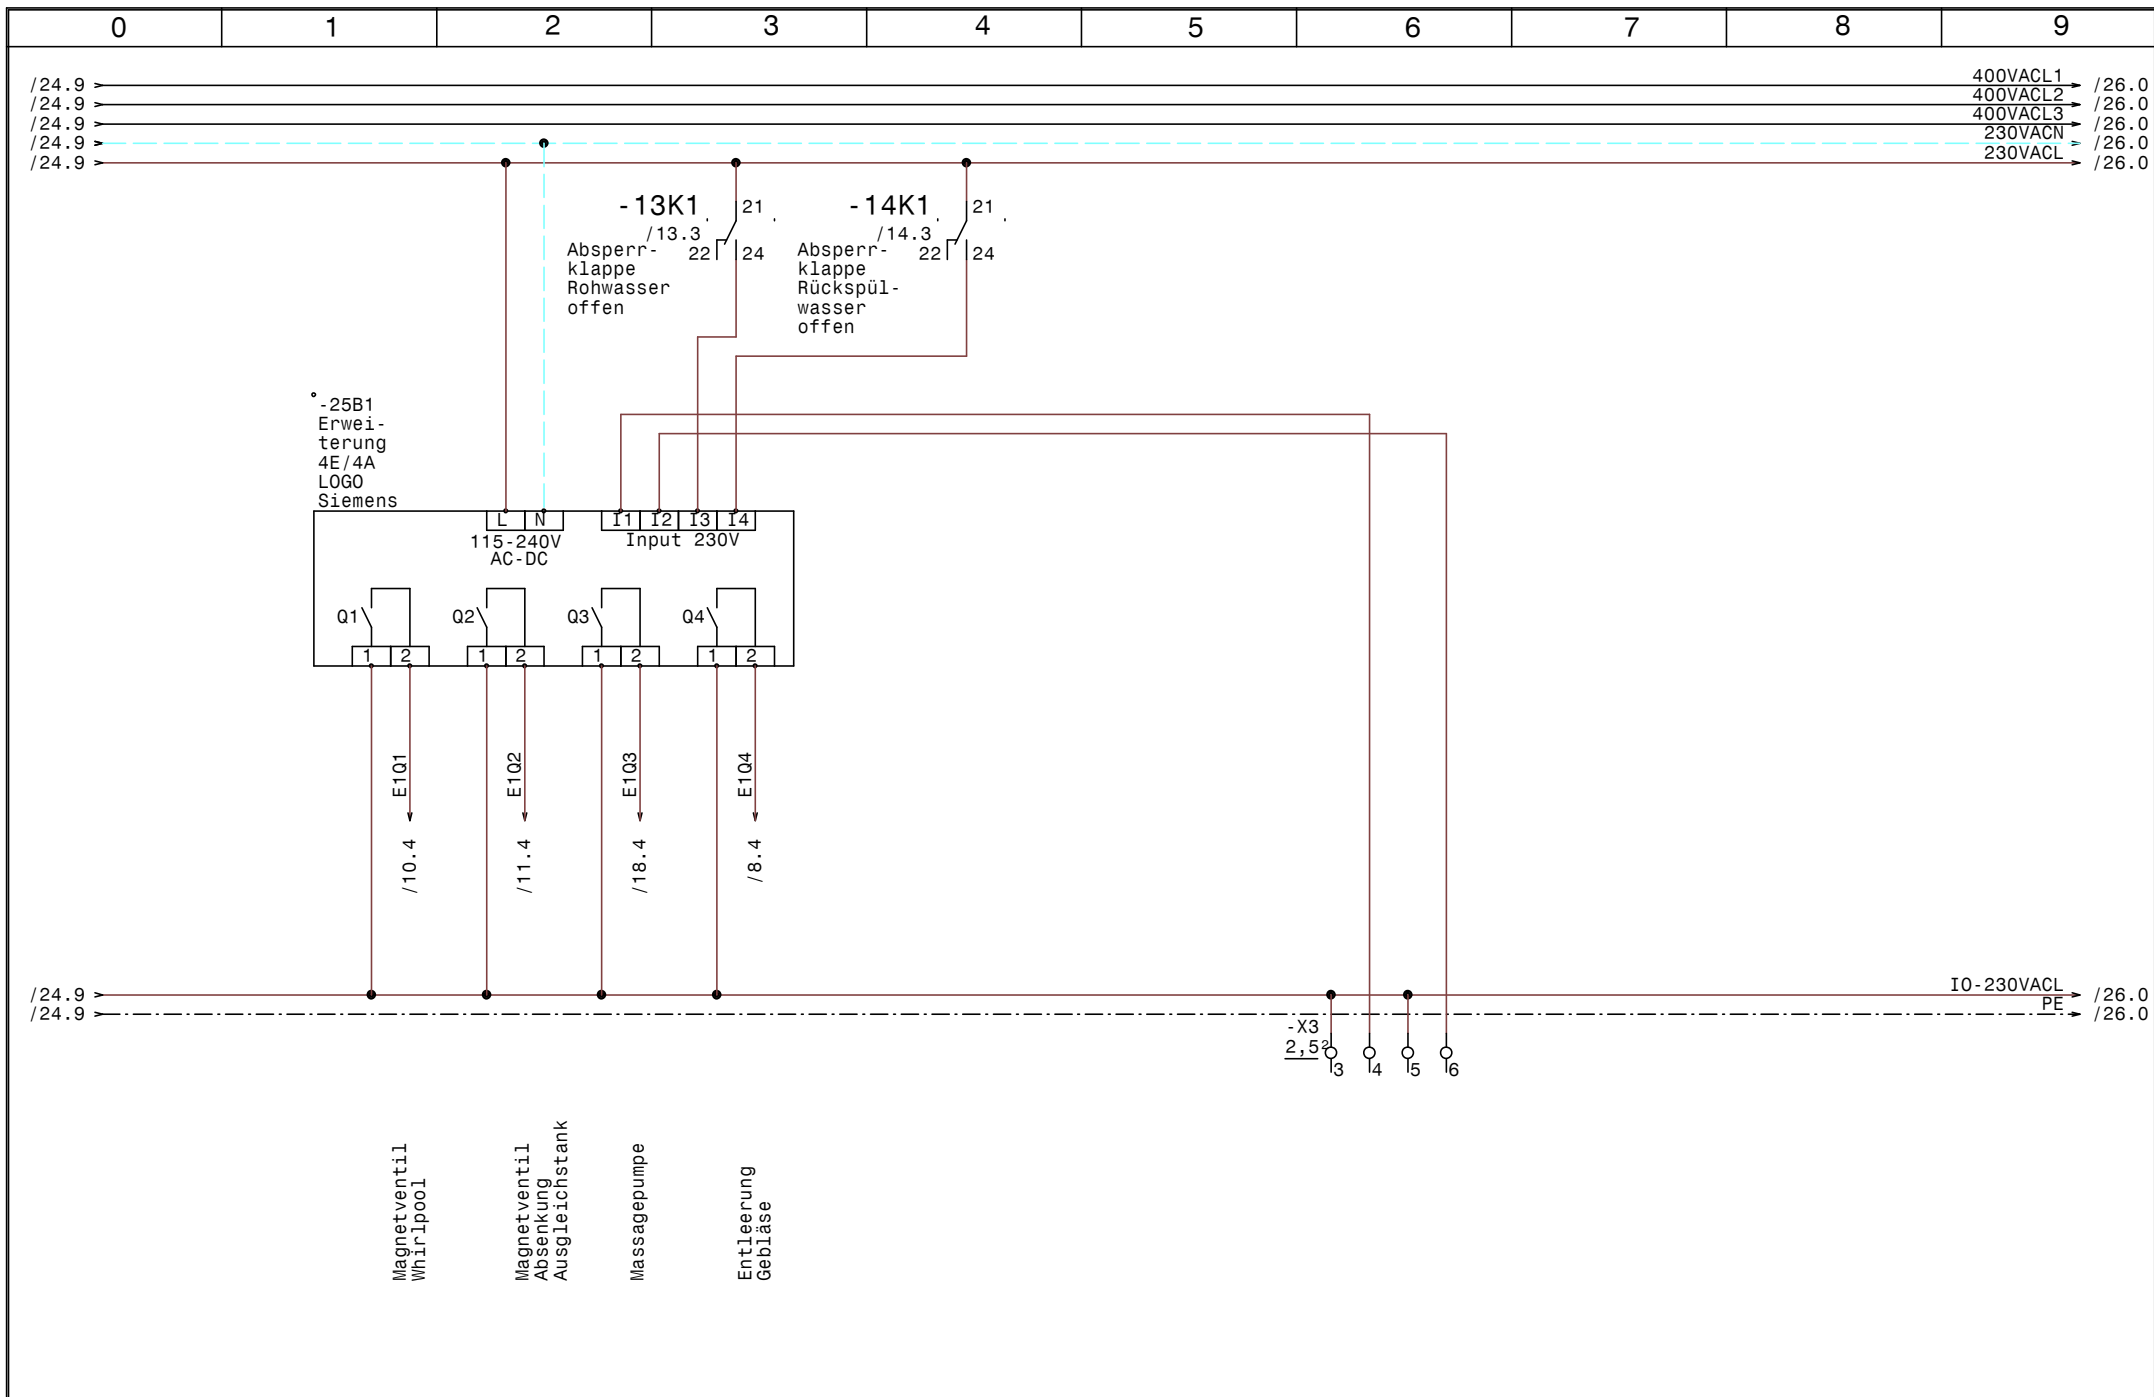 0 1 2 3 4 5 6 7 8 9
/24.9 400VACL1 /26.0
/24.9 400VACL2 /26.0
/24.9 400VACL3 /26.0
/24.9 230VACN /26.0
/24.9 230VACL /26.0
-13K1 21
/13.3
22 24
Absperr-
klappe
Rohwasser
offen
-14K1 21
/14.3
22 24
Absperr-
klappe
Rückspül-
wasser
offen
-25B1
Erwei-
terung
4E/4A
LOGO
Siemens
L N I1 I2 I3 I4
115-240V
AC-DC
Input 230V
Q1 Q2 Q3 Q4
1 2 1 2 1 2 1 2
E1Q1
/10.4
E1Q2
/11.4
E1Q3
/18.4
E1Q4
/8.4
/24.9 IO-230VACL /26.0
/24.9 PE /26.0
-X3
2,5²
3 4 5 6
Magnetventil
Whirlpool
Magnetventil
Absenkung
Ausgleichstank
Massagepumpe
Entleerung
Gebläse